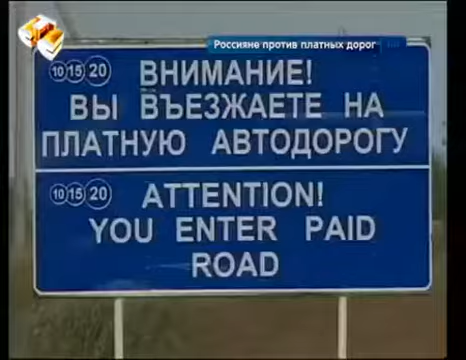 Россияне против платных дорог
10 15 20 ВНИМАНИЕ!
ВЫ ВЪЕЗЖАЕТЕ НА
ПЛАТНУЮ АВТОДОРОГУ
10 15 20 ATTENTION!
YOU ENTER PAID
ROAD